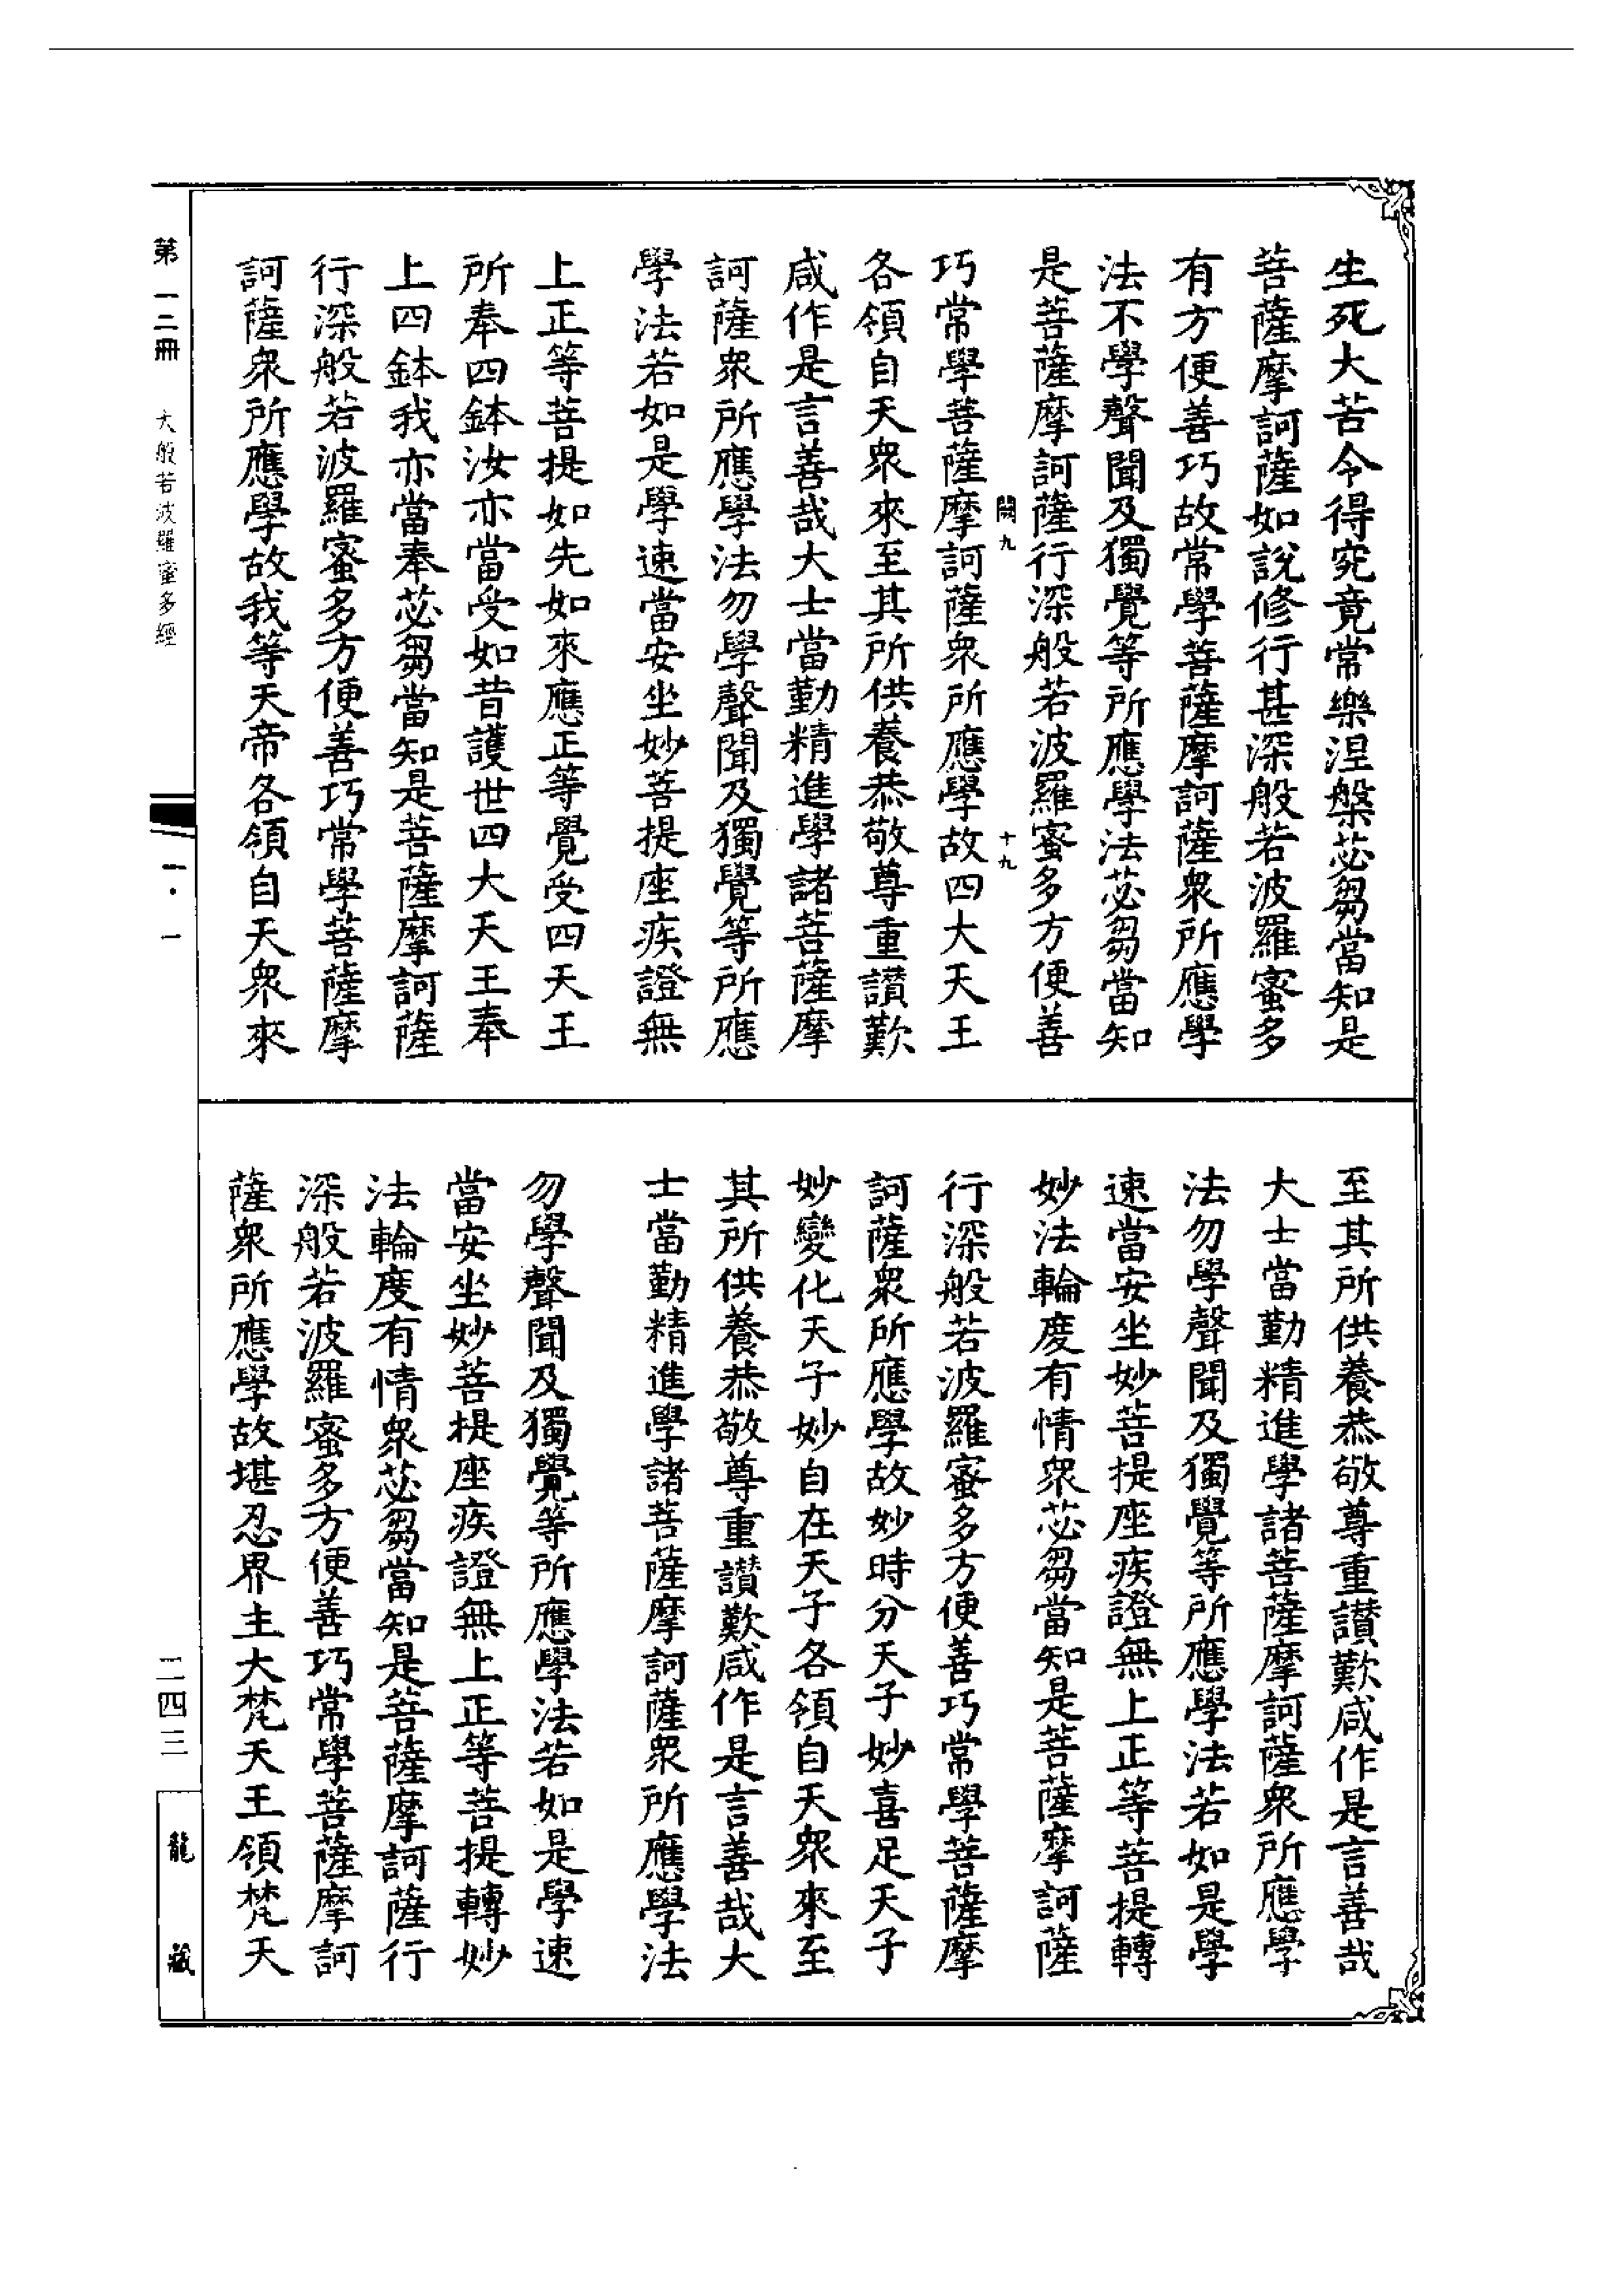 生死大苦令得究竟常樂涅槃苾芻當知是
菩薩摩訶薩如說修行甚深般若波羅蜜多
有方便善巧故常學菩薩摩訶薩衆所應學
法不學聲聞及獨覺等所應學法苾芻當知
是菩薩摩訶薩行深般若波羅蜜多方便善
巧常學菩薩摩訶薩衆所應學故四大天王
各領自天衆來至其所供養恭敬尊重讃歎
咸作是言善哉大士當勤精進學諸菩薩摩
訶薩衆所應學法勿學聲聞及獨覺等所應
學法若如是學速當安坐妙菩提座疾證無
上正等菩提如先如來應正等覺受四天王
所奉四鉢汝亦當受如昔護世四大天王奉
上四鉢我亦當奉苾芻當知是菩薩摩訶薩
行深般若波羅蜜多方便善巧常學菩薩摩
訶薩衆所應學故我等天帝各領自天衆來
至其所供養恭敬尊重讃歎咸作是言善哉
大士當勤精進學諸菩薩摩訶薩衆所應學
法勿學聲聞及獨覺等所應學法若如是學
速當安坐妙菩提座疾證無上正等菩提轉
妙法輪度有情衆苾芻當知是菩薩摩訶薩
行深般若波羅蜜多方便善巧常學菩薩摩
訶薩衆所應學故妙時分天子妙喜足天子
妙變化天子妙自在天子各領自天衆來至
其所供養恭敬尊重讃歎咸作是言善哉大
士當勤精進學諸菩薩摩訶薩衆所應學法
勿學聲聞及獨覺等所應學法若如是學速
當安坐妙菩提座疾證無上正等菩提轉妙
法輪度有情衆苾芻當知是菩薩摩訶薩行
深般若波羅蜜多方便善巧常學菩薩摩訶
薩衆所應學故堪忍界主大梵天王領梵天
九
十九
第一二冊
大般若波羅蜜多經
一·一
二四三
龍藏